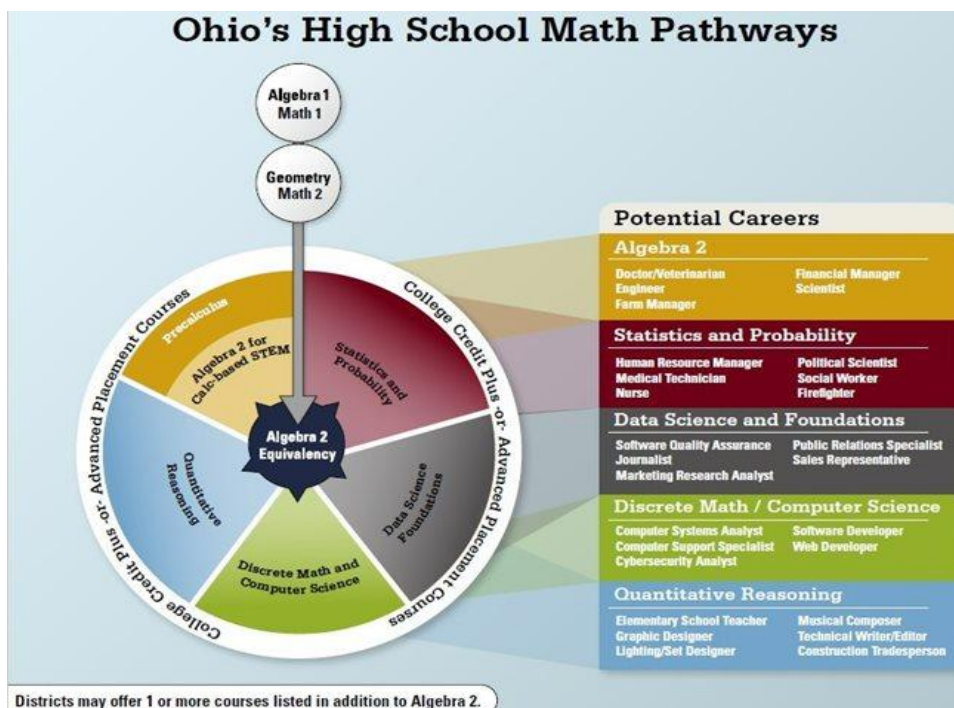 Ohio's High School Math Pathways
Algebra 1
Math 1
Geometry
Math 2
College Credit Plus -or- Advanced Placement Courses
College Credit Plus -or- Advanced Placement Courses
Precalculus
Algebra 2 for
Calc-based STEM
Statistics and
Probability
Algebra 2
Equivalency
Quantitative
Reasoning
Data Science
Foundations
Discrete Math and
Computer Science
Potential Careers
Algebra 2
Doctor/Veterinarian
Engineer
Farm Manager
Financial Manager
Scientist
Statistics and Probability
Human Resource Manager
Medical Technician
Nurse
Political Scientist
Social Worker
Firefighter
Data Science and Foundations
Software Quality Assurance
Journalist
Marketing Research Analyst
Public Relations Specialist
Sales Representative
Discrete Math / Computer Science
Computer Systems Analyst
Computer Support Specialist
Cybersecurity Analyst
Software Developer
Web Developer
Quantitative Reasoning
Elementary School Teacher
Graphic Designer
Lighting/Set Designer
Musical Composer
Technical Writer/Editor
Construction Tradesperson
Districts may offer 1 or more courses listed in addition to Algebra 2.